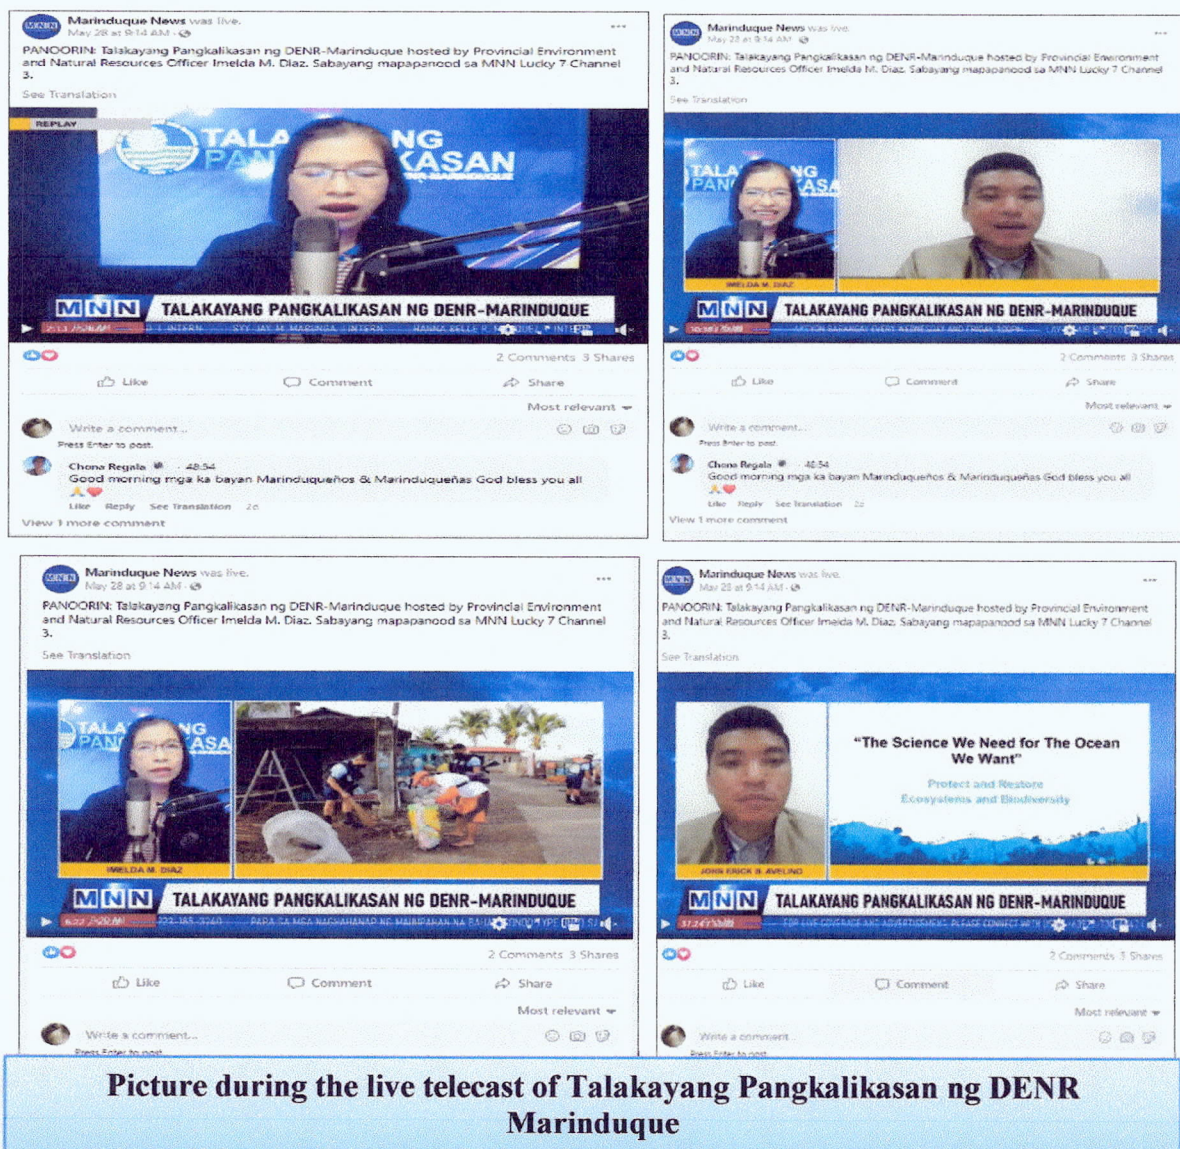 Marinduque News was live.
May 28 at 9:14 AM
PANOORIN: Talakayang Pangkalikasan ng DENR-Marinduque hosted by Provincial Environment
and Natural Resources Officer Imelda M. Diaz. Sabayang mapapanood sa MNN Lucky 7 Channel
3.
See Translation
REPLAY
MNN TALAKAYANG PANGKALIKASAN NG DENR-MARINDUQUE
2 Comments 3 Shares
Like Comment Share
Most relevant
Write a comment...
Press Enter to post.
Chona Regala · 48:54
Good morning mga ka bayan Marinduqueños & Marinduqueñas God bless you all
Like Reply See Translation 2d
View 1 more comment
Marinduque News was live.
May 28 at 9:14 AM
PANOORIN: Talakayang Pangkalikasan ng DENR-Marinduque hosted by Provincial Environment
and Natural Resources Officer Imelda M. Diaz. Sabayang mapapanood sa MNN Lucky 7 Channel
3.
See Translation
IMELDA M. DIAZ
MNN TALAKAYANG PANGKALIKASAN NG DENR-MARINDUQUE
2 Comments 3 Shares
Like Comment Share
Most relevant
Write a comment...
Press Enter to post.
Chona Regala · 48:54
Good morning mga ka bayan Marinduqueños & Marinduqueñas God bless you all
Like Reply See Translation 2d
View 1 more comment
Marinduque News was live.
May 28 at 9:14 AM
PANOORIN: Talakayang Pangkalikasan ng DENR-Marinduque hosted by Provincial Environment
and Natural Resources Officer Imelda M. Diaz. Sabayang mapapanood sa MNN Lucky 7 Channel
3.
See Translation
IMELDA M. DIAZ
MNN TALAKAYANG PANGKALIKASAN NG DENR-MARINDUQUE
2 Comments 3 Shares
Like Comment Share
Most relevant
Write a comment...
Press Enter to post.
Marinduque News was live.
May 28 at 9:14 AM
PANOORIN: Talakayang Pangkalikasan ng DENR-Marinduque hosted by Provincial Environment
and Natural Resources Officer Imelda M. Diaz. Sabayang mapapanood sa MNN Lucky 7 Channel
3.
See Translation
"The Science We Need for The Ocean
We Want"
Protect and Restore
Ecosystems and Biodiversity
JOHN ERICK B. AVELINO
MNN TALAKAYANG PANGKALIKASAN NG DENR-MARINDUQUE
2 Comments 3 Shares
Like Comment Share
Most relevant
Write a comment...
Press Enter to post.
Picture during the live telecast of Talakayang Pangkalikasan ng DENR
Marinduque